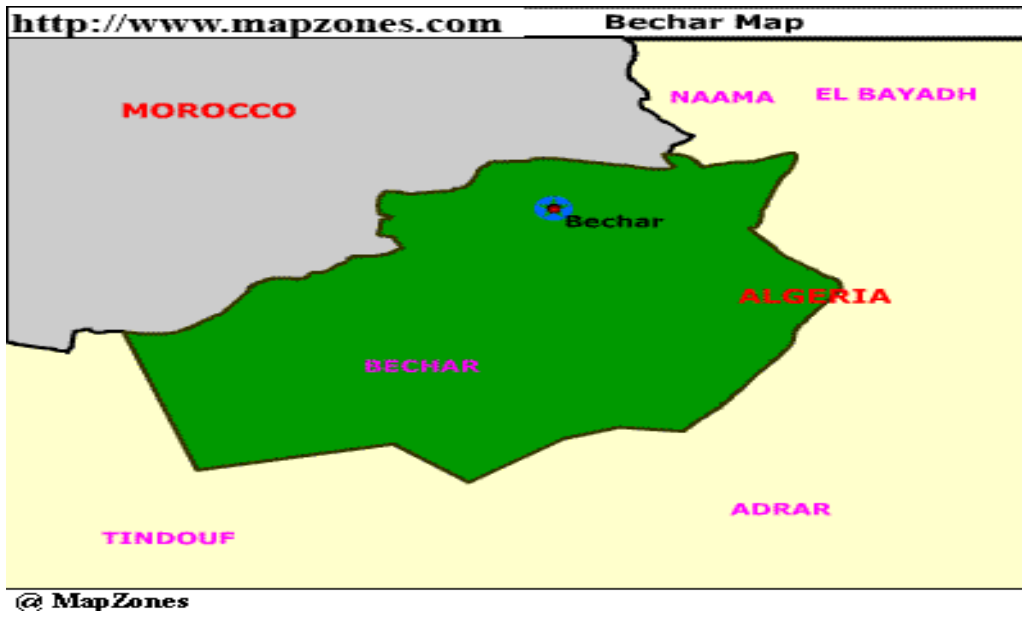 http://www.mapzones.com
Bechar Map
NAAMA
EL BAYADH
MOROCCO
Bechar
ALGERIA
BECHAR
ADRAR
TINDOUF
@ MapZones